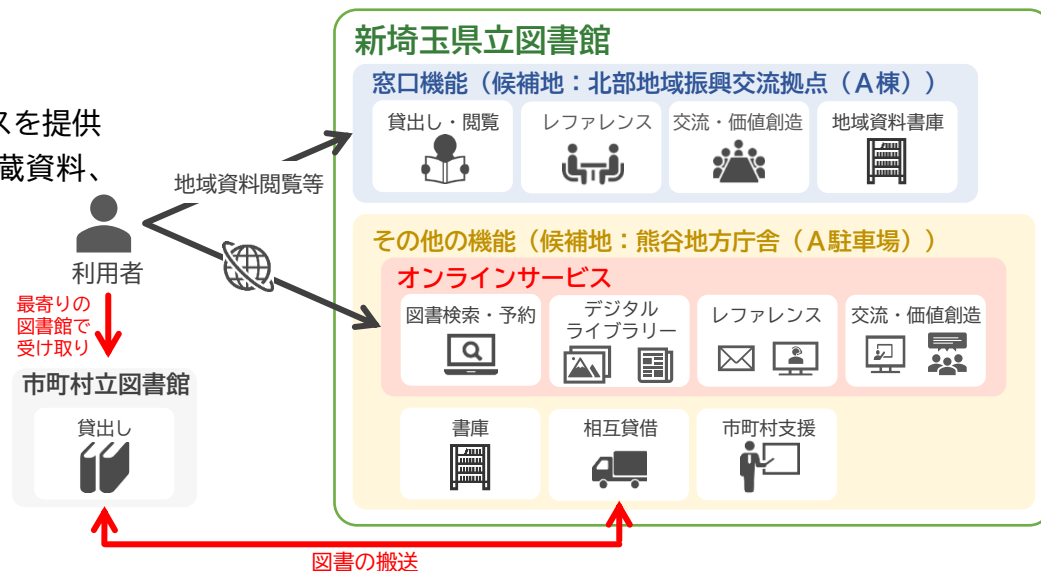 新埼玉県立図書館
窓口機能（候補地：北部地域振興交流拠点（A棟））
貸出し・閲覧
レファレンス
交流・価値創造
地域資料書庫
スを提供
蔵資料、
地域資料閲覧等
利用者
その他の機能（候補地：熊谷地方庁舎（A駐車場））
オンラインサービス
図書検索・予約
デジタル
ライブラリー
レファレンス
交流・価値創造
最寄りの
図書館で
受け取り
市町村立図書館
貸出し
書庫
相互貸借
市町村支援
図書の搬送